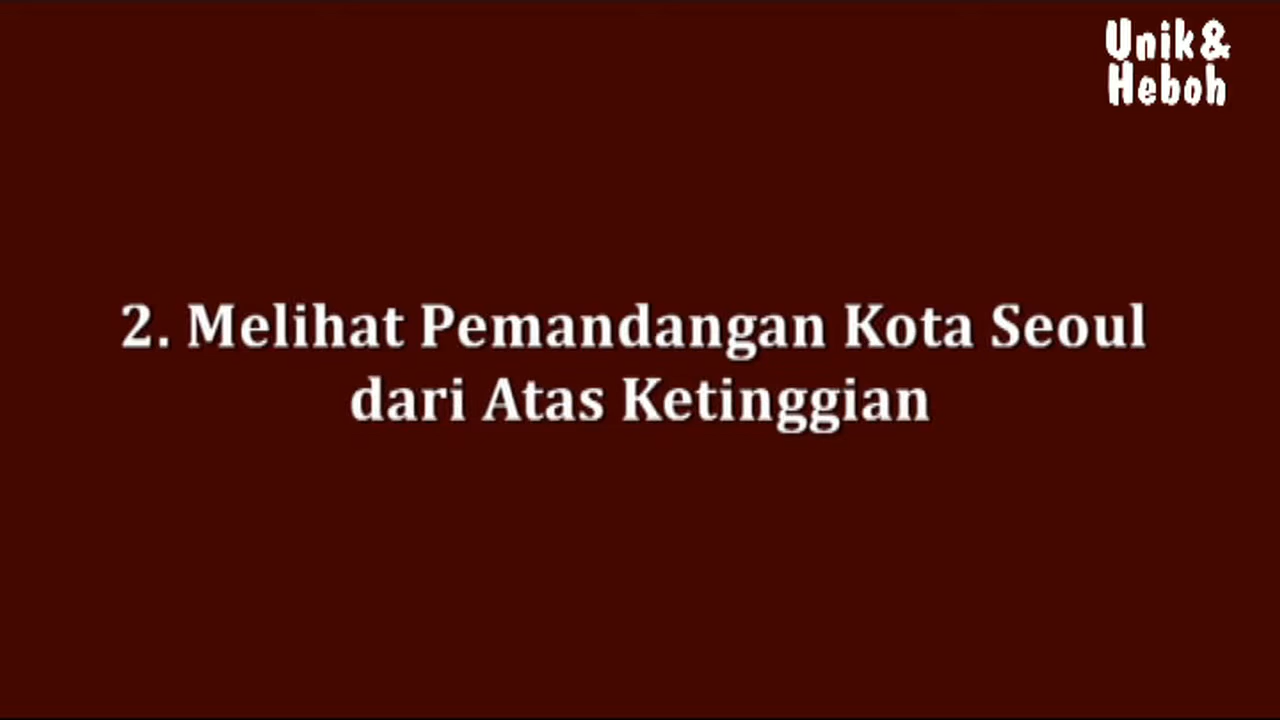 Unik&
Heboh
2. Melihat Pemandangan Kota Seoul
dari Atas Ketinggian